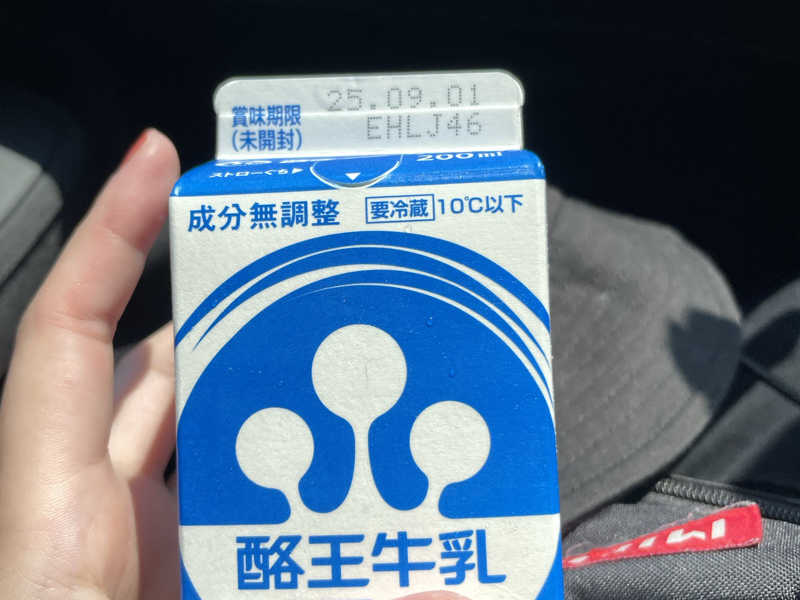 賞味期限
(未開封)
25.09.01
EHLJ46
200ml
ストローぐち▶
成分無調整
要冷蔵 10℃以下
酪王牛乳